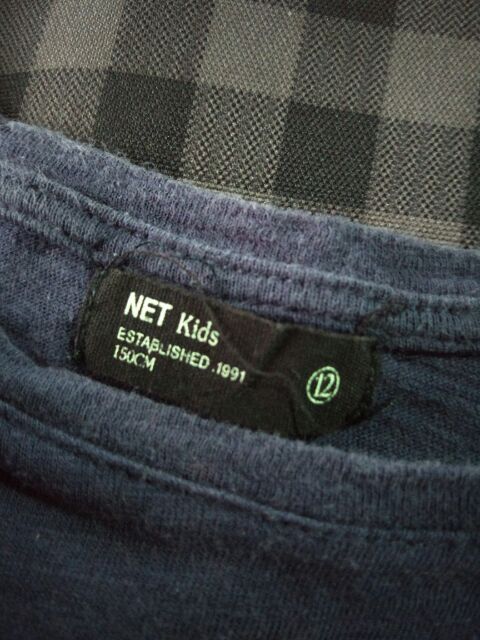 NET Kids
ESTABLISHED .1991
150CM
12